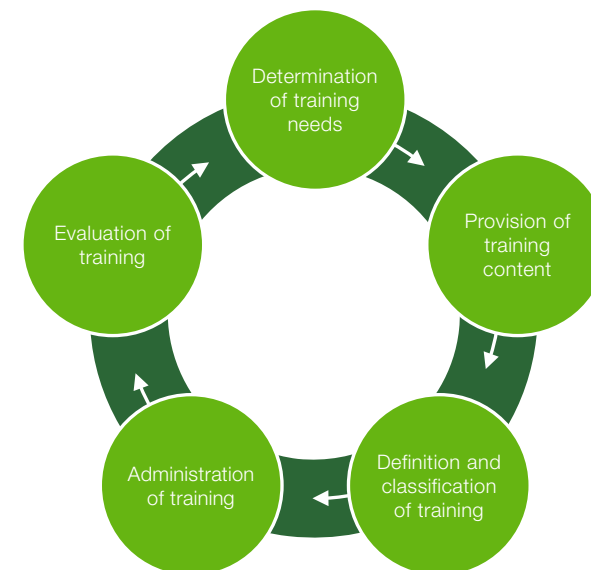 Determination
of training
needs
Provision of
training
content
Definition and
classification
of training
Administration
of training
Evaluation of
training